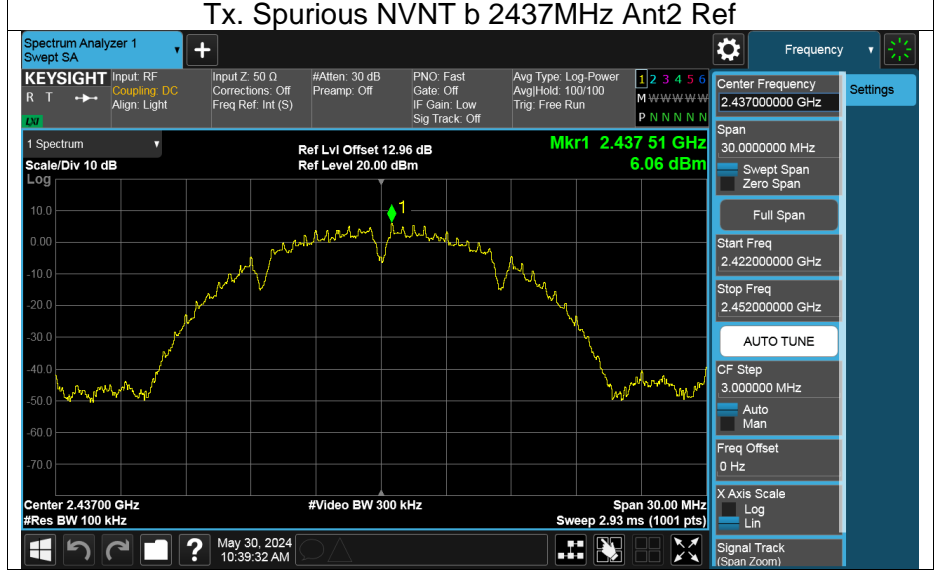 Tx. Spurious NVNT b 2437MHz Ant2 Ref
Spectrum Analyzer 1
Swept SA
+
Frequency
KEYSIGHT
R T
LNI
Input: RF
Coupling: DC
Align: Light
Input Z: 50 Ω
Corrections: Off
Freq Ref: Int (S)
#Atten: 30 dB
Preamp: Off
PNO: Fast
Gate: Off
IF Gain: Low
Sig Track: Off
Avg Type: Log-Power
Avg|Hold: 100/100
Trig: Free Run
1 2 3 4 5 6
M W W W W W
P N N N N N
1 Spectrum
Scale/Div 10 dB
Log
Ref Lvl Offset 12.96 dB
Ref Level 20.00 dBm
Mkr1 2.437 51 GHz
6.06 dBm
1
10.0
0.00
-10.0
-20.0
-30.0
-40.0
-50.0
-60.0
-70.0
Center 2.43700 GHz
#Res BW 100 kHz
#Video BW 300 kHz
Span 30.00 MHz
Sweep 2.93 ms (1001 pts)
?
May 30, 2024
10:39:32 AM
Center Frequency
2.437000000 GHz
Span
30.0000000 MHz
Swept Span
Zero Span
Full Span
Start Freq
2.422000000 GHz
Stop Freq
2.452000000 GHz
AUTO TUNE
CF Step
3.000000 MHz
Auto
Man
Freq Offset
0 Hz
X Axis Scale
Log
Lin
Signal Track
(Span Zoom)
Settings